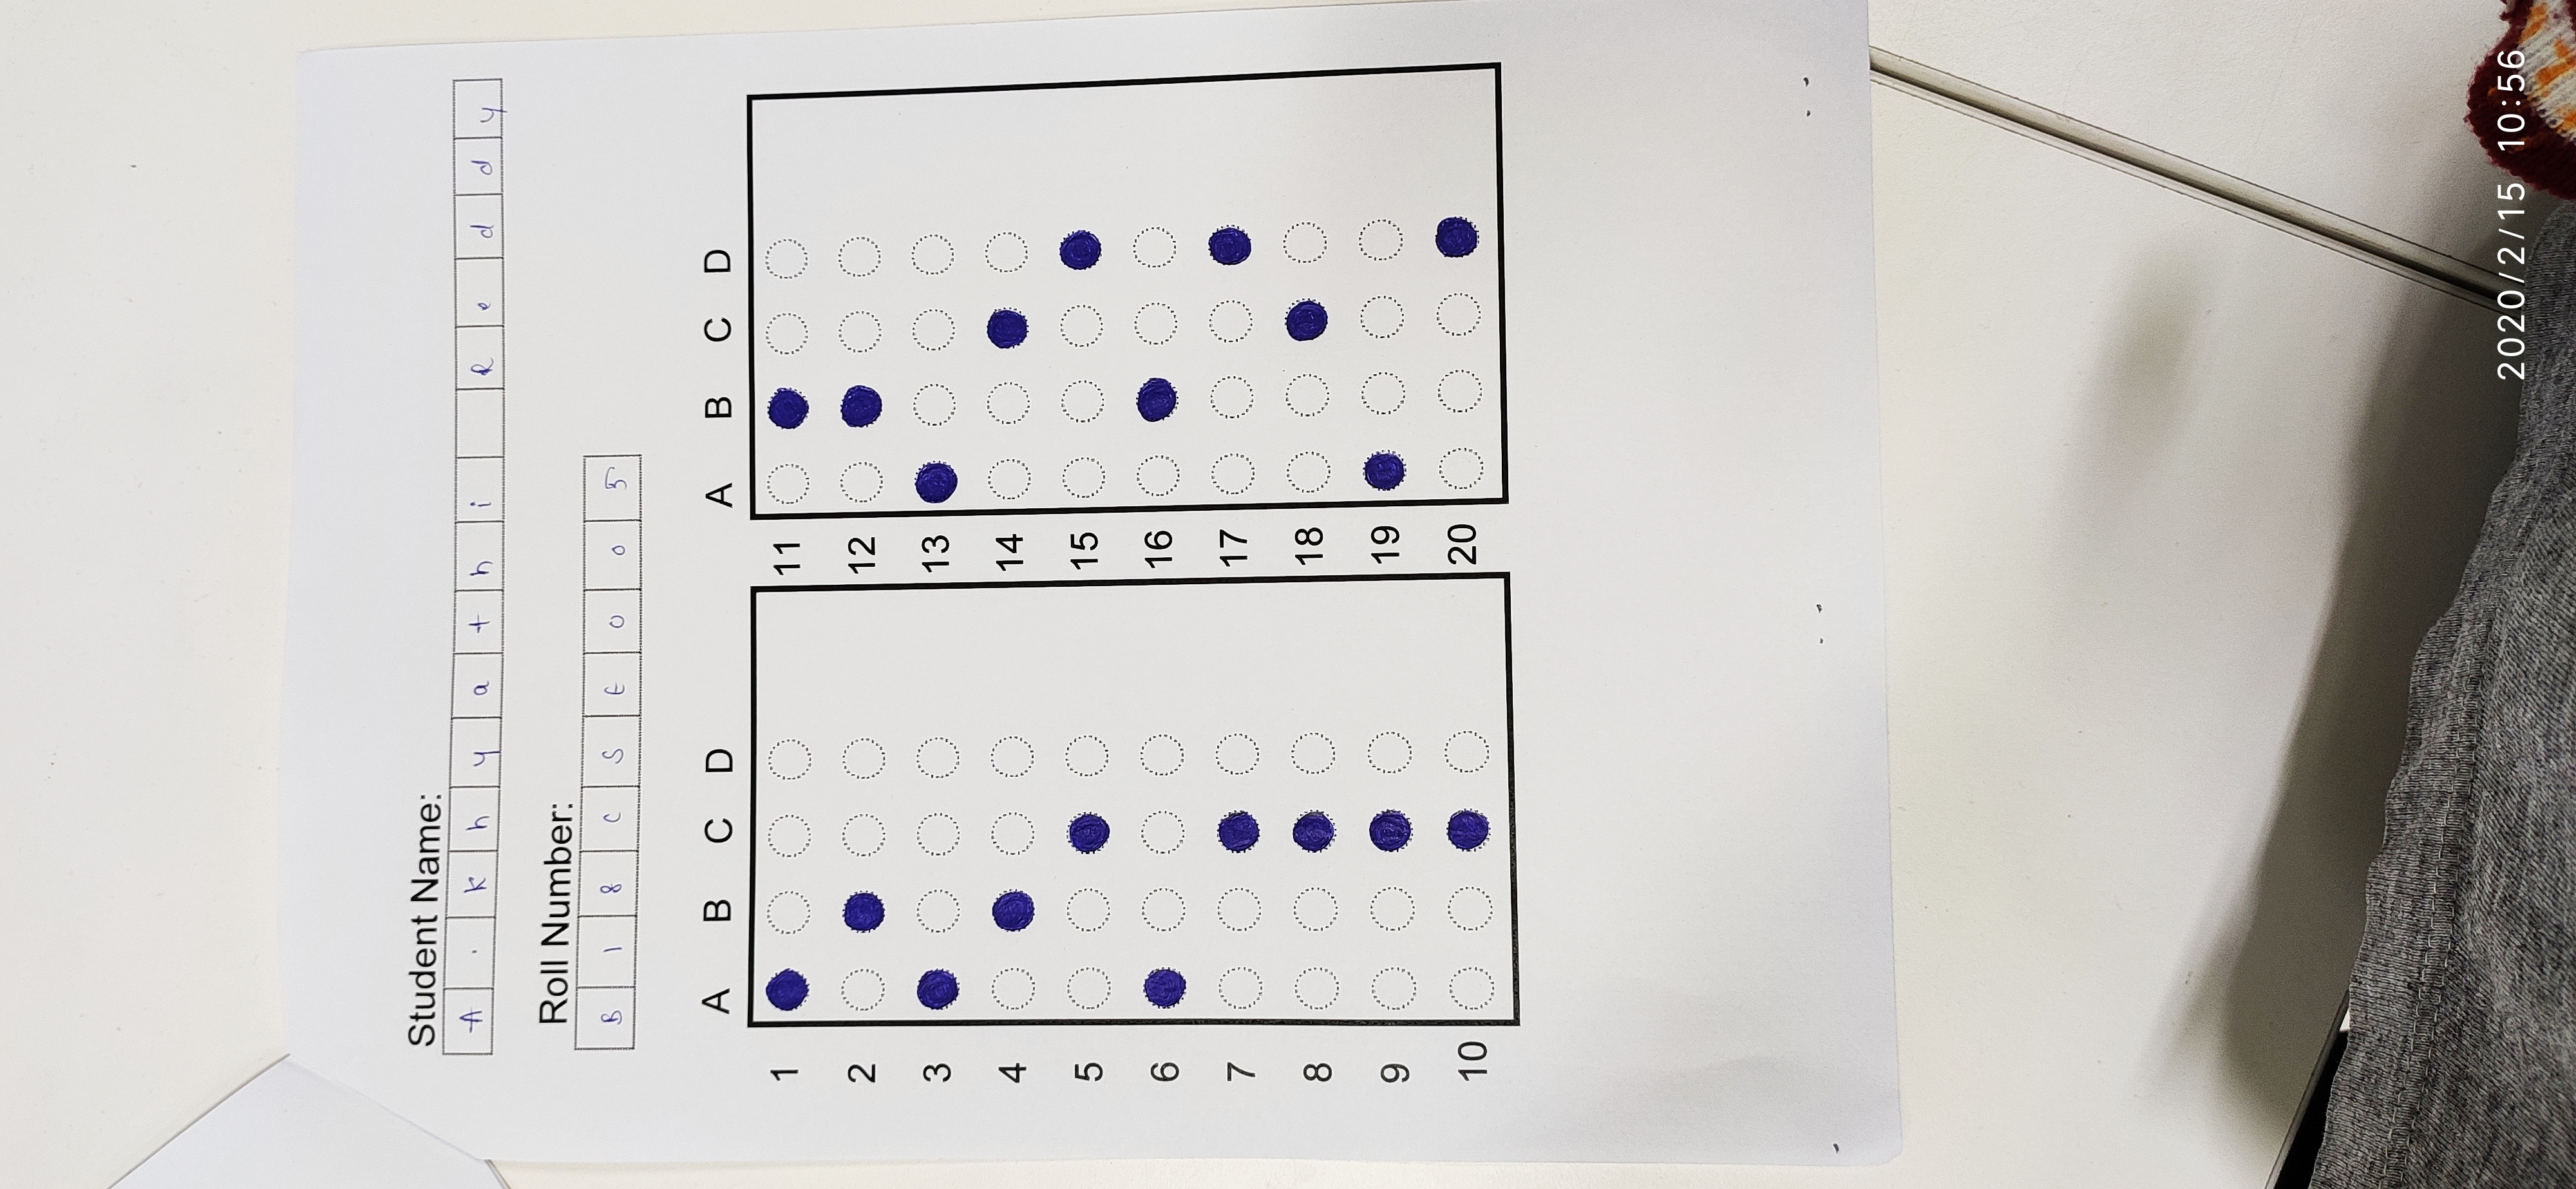 Student Name:
A . K h y a t h i R e d d y
Roll Number:
B 1 8 C S E 0 0 5
A B C D A B C D
1 11
2 12
3 13
4 14
5 15
6 16
7 17
8 18
9 19
10 20
2020/2/15 10:56